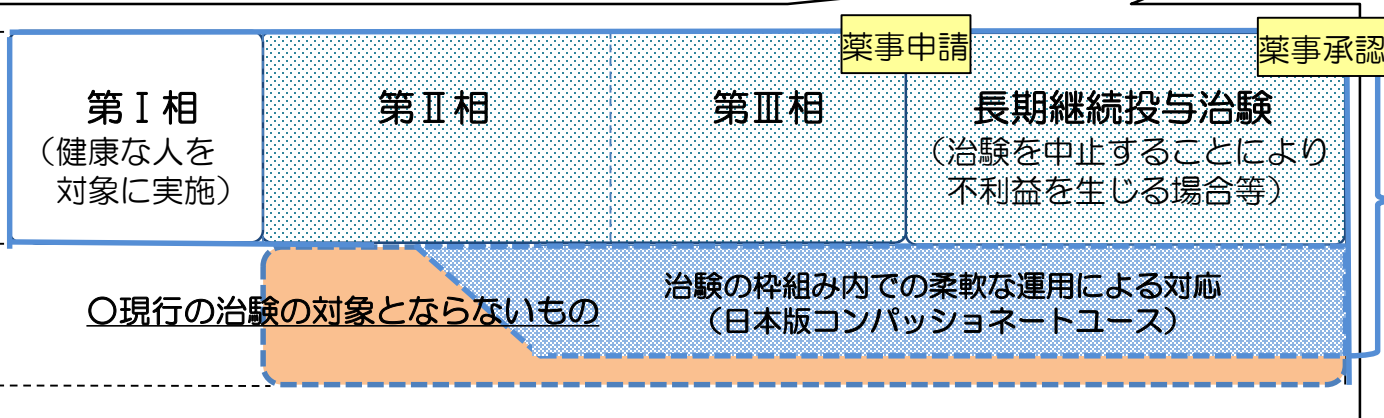 薬事申請
薬事承認
第Ⅰ相
（健康な人を
対象に実施）
第Ⅱ相
第Ⅲ相
長期継続投与治験
（治験を中止することにより
不利益を生じる場合等）
〇現行の治験の対象とならないもの
治験の枠組み内での柔軟な運用による対応
（日本版コンパッショネートユース）